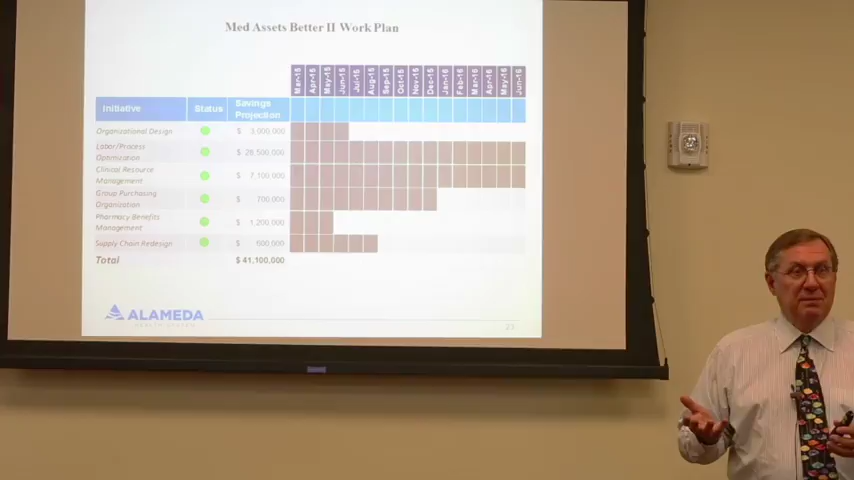 Med Assets Better II Work Plan
Mar-15 Apr-15 May-15 Jun-15 Jul-15 Aug-15 Sep-15 Oct-15 Nov-15 Dec-15 Jan-16 Feb-16 Mar-16 Apr-16 May-16 Jun-16
Initiative Status Savings
Projection
Organizational Design $ 3,000,000
Labor/Process
Optimization $ 28,500,000
Clinical Resource
Management $ 7,100,000
Group Purchasing
Organization $ 700,000
Pharmacy Benefits
Management $ 1,200,000
Supply Chain Redesign $ 600,000
Total $ 41,100,000
ALAMEDA
HEALTH SYSTEM
21